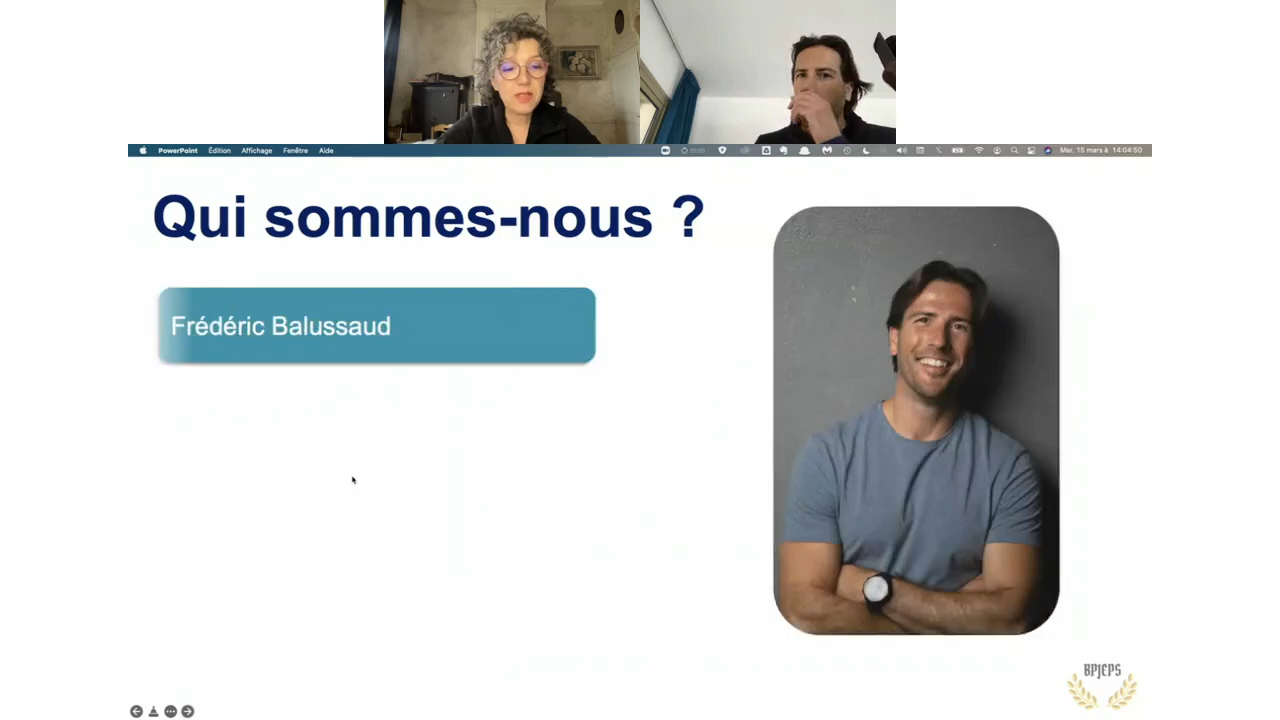 PowerPoint Édition Affichage Fenêtre Aide
Mar. 15 mars à 14:04:50
Qui sommes-nous ?
Frédéric Balussaud
BPJEPS